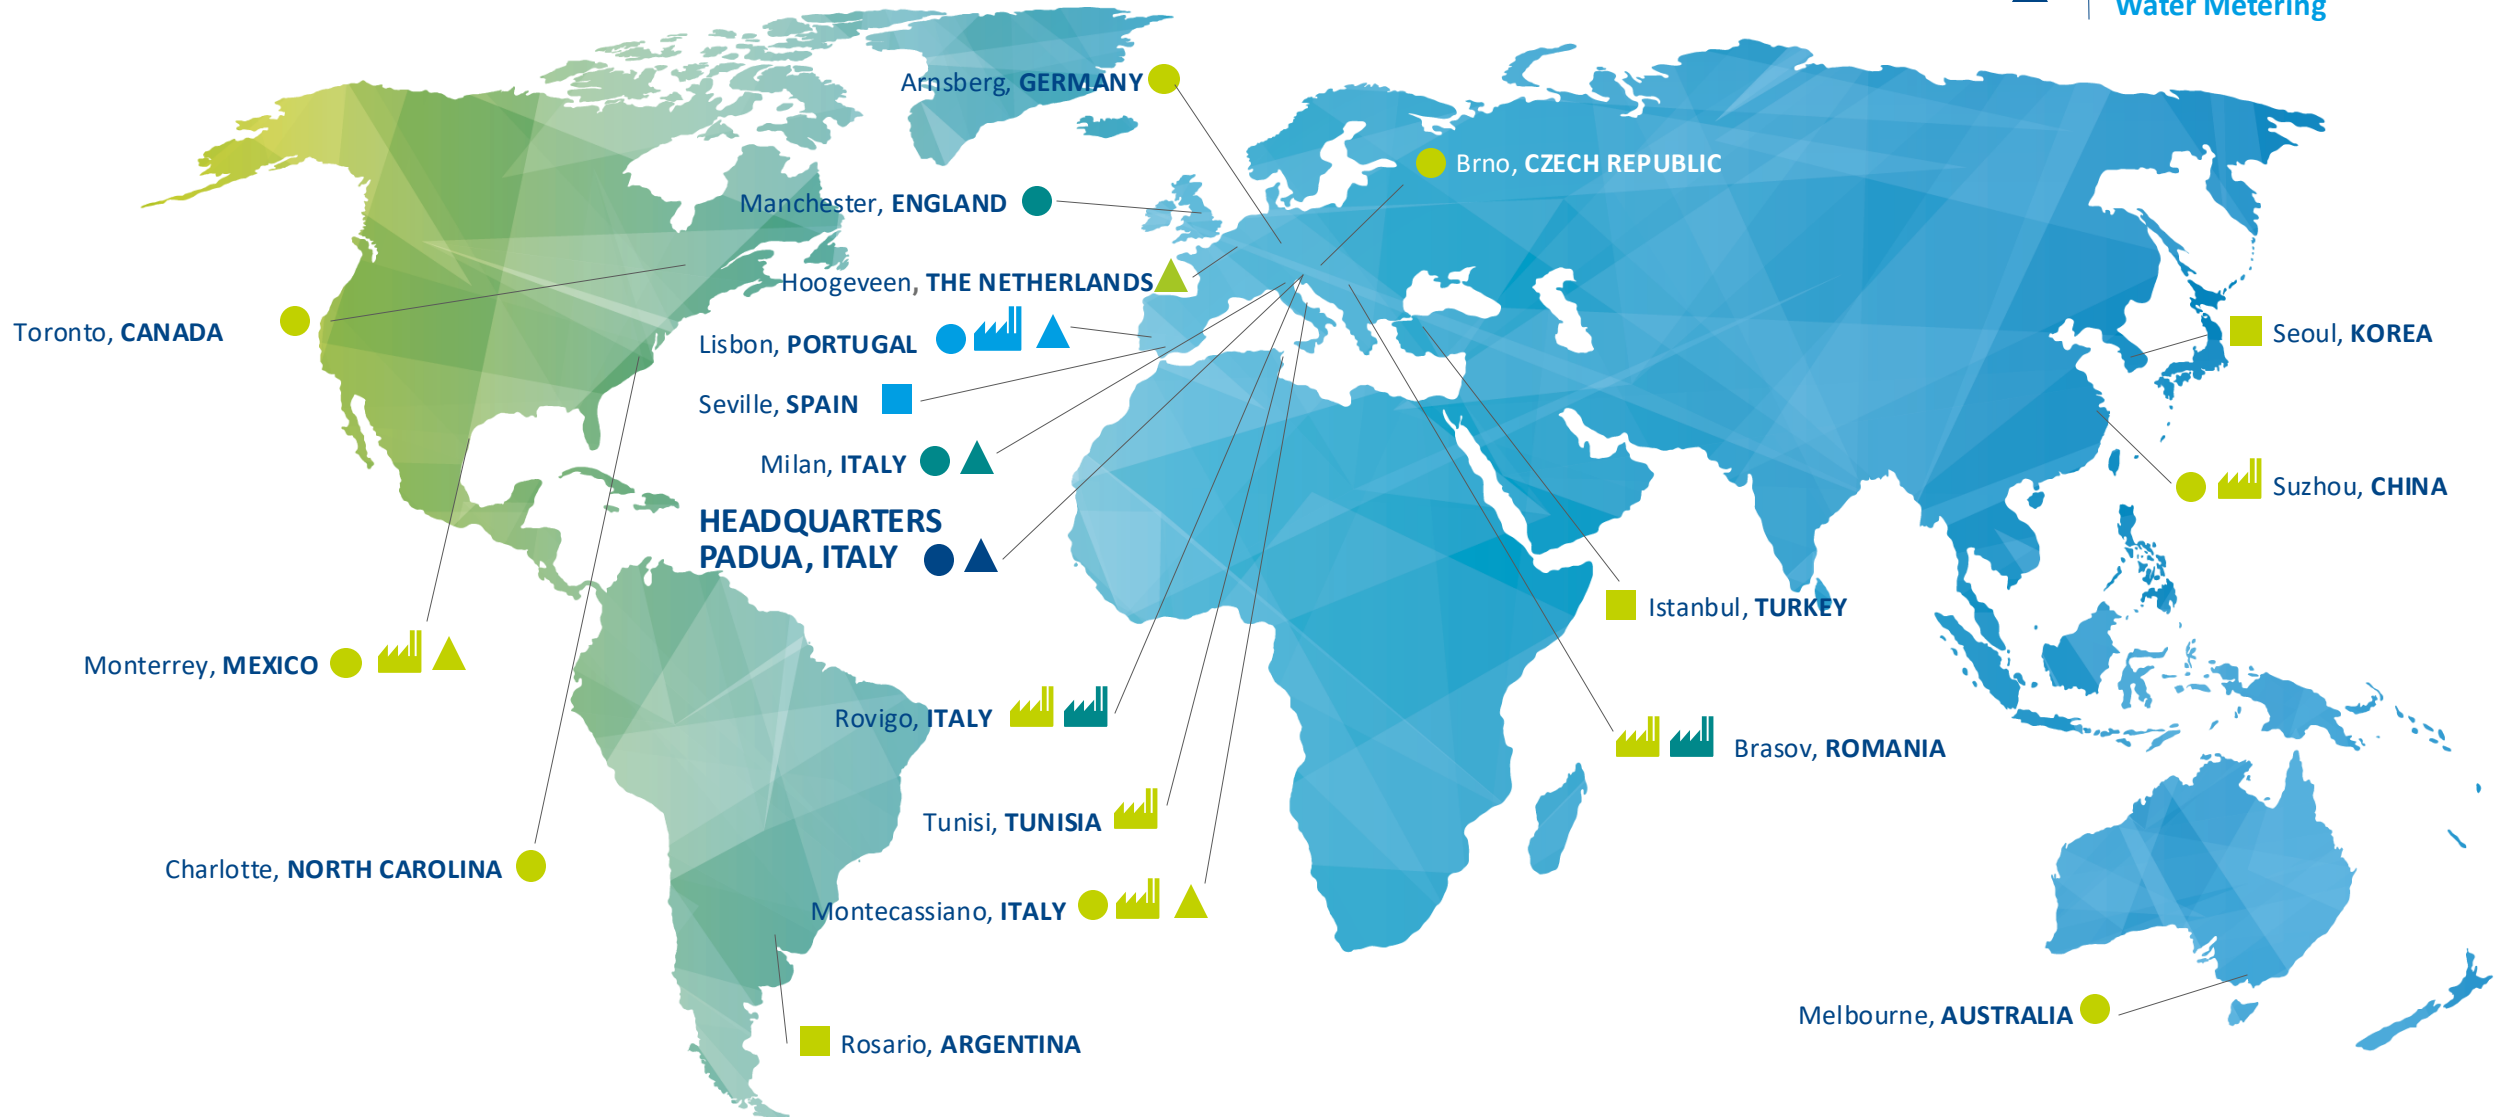 Water Metering
Arnsberg, GERMANY
Brno, CZECH REPUBLIC
Manchester, ENGLAND
Hoogeveen, THE NETHERLANDS
Toronto, CANADA
Lisbon, PORTUGAL
Seoul, KOREA
Seville, SPAIN
Milan, ITALY
Suzhou, CHINA
HEADQUARTERS
PADUA, ITALY
Istanbul, TURKEY
Monterrey, MEXICO
Rovigo, ITALY
Brasov, ROMANIA
Tunisi, TUNISIA
Charlotte, NORTH CAROLINA
Montecassiano, ITALY
Melbourne, AUSTRALIA
Rosario, ARGENTINA